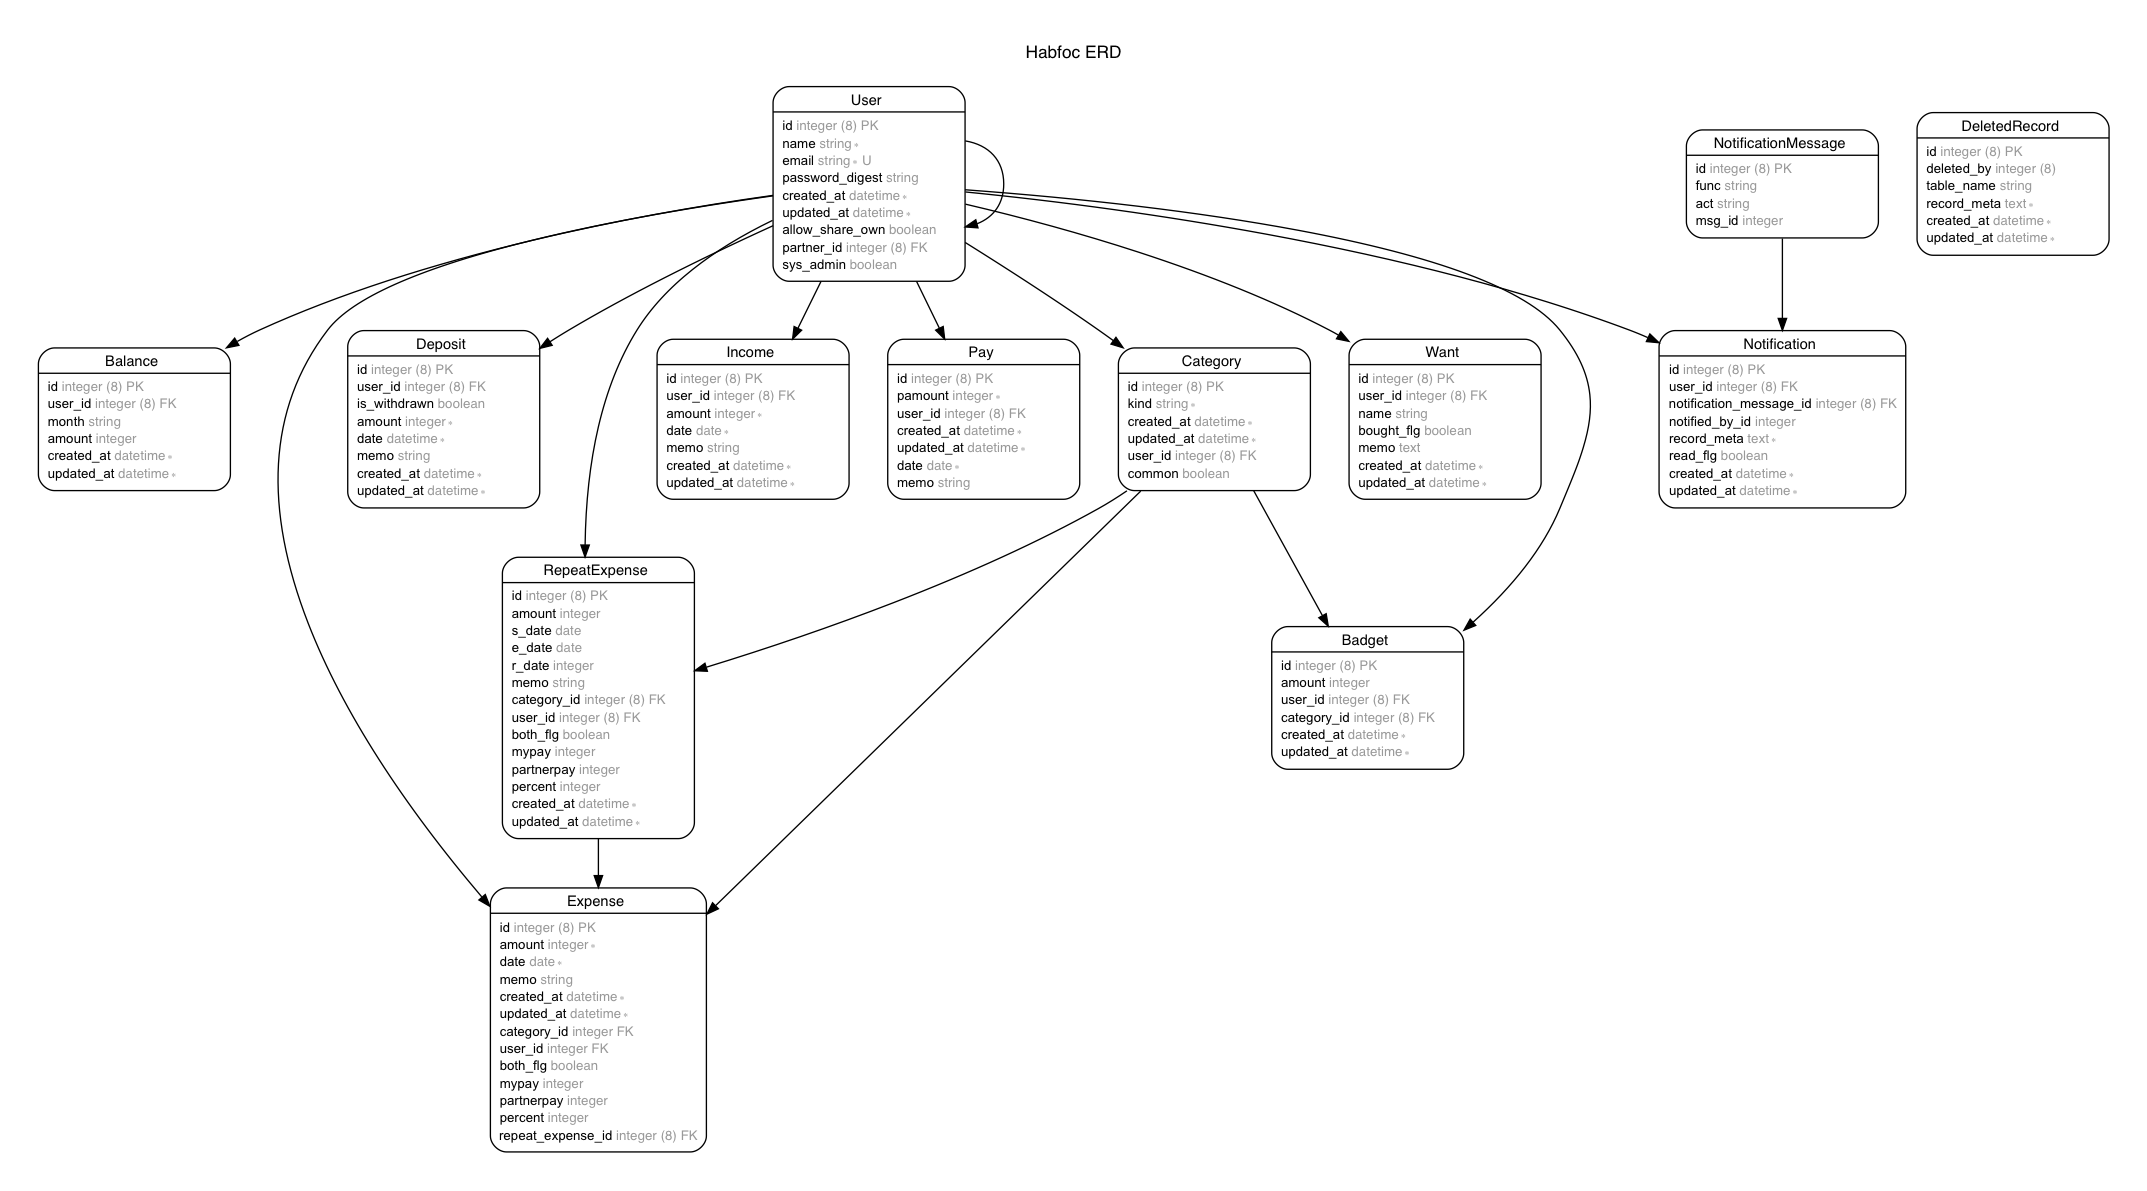 Habfoc ERD
User
id integer (8) PK
name string *
email string * U
password_digest string
created_at datetime *
updated_at datetime *
allow_share_own boolean
partner_id integer (8) FK
sys_admin boolean
NotificationMessage
id integer (8) PK
func string
act string
msg_id integer
DeletedRecord
id integer (8) PK
deleted_by integer (8)
table_name string
record_meta text *
created_at datetime *
updated_at datetime *
Balance
id integer (8) PK
user_id integer (8) FK
month string
amount integer
created_at datetime *
updated_at datetime *
Deposit
id integer (8) PK
user_id integer (8) FK
is_withdrawn boolean
amount integer *
date datetime *
memo string
created_at datetime *
updated_at datetime *
Income
id integer (8) PK
user_id integer (8) FK
amount integer *
date date *
memo string
created_at datetime *
updated_at datetime *
Pay
id integer (8) PK
pamount integer *
user_id integer (8) FK
created_at datetime *
updated_at datetime *
date date *
memo string
Category
id integer (8) PK
kind string *
created_at datetime *
updated_at datetime *
user_id integer (8) FK
common boolean
Want
id integer (8) PK
user_id integer (8) FK
name string
bought_flg boolean
memo text
created_at datetime *
updated_at datetime *
Notification
id integer (8) PK
user_id integer (8) FK
notification_message_id integer (8) FK
notified_by_id integer
record_meta text *
read_flg boolean
created_at datetime *
updated_at datetime *
RepeatExpense
id integer (8) PK
amount integer
s_date date
e_date date
r_date integer
memo string
category_id integer (8) FK
user_id integer (8) FK
both_flg boolean
mypay integer
partnerpay integer
percent integer
created_at datetime *
updated_at datetime *
Badget
id integer (8) PK
amount integer
user_id integer (8) FK
category_id integer (8) FK
created_at datetime *
updated_at datetime *
Expense
id integer (8) PK
amount integer *
date date *
memo string
created_at datetime *
updated_at datetime *
category_id integer FK
user_id integer FK
both_flg boolean
mypay integer
partnerpay integer
percent integer
repeat_expense_id integer (8) FK